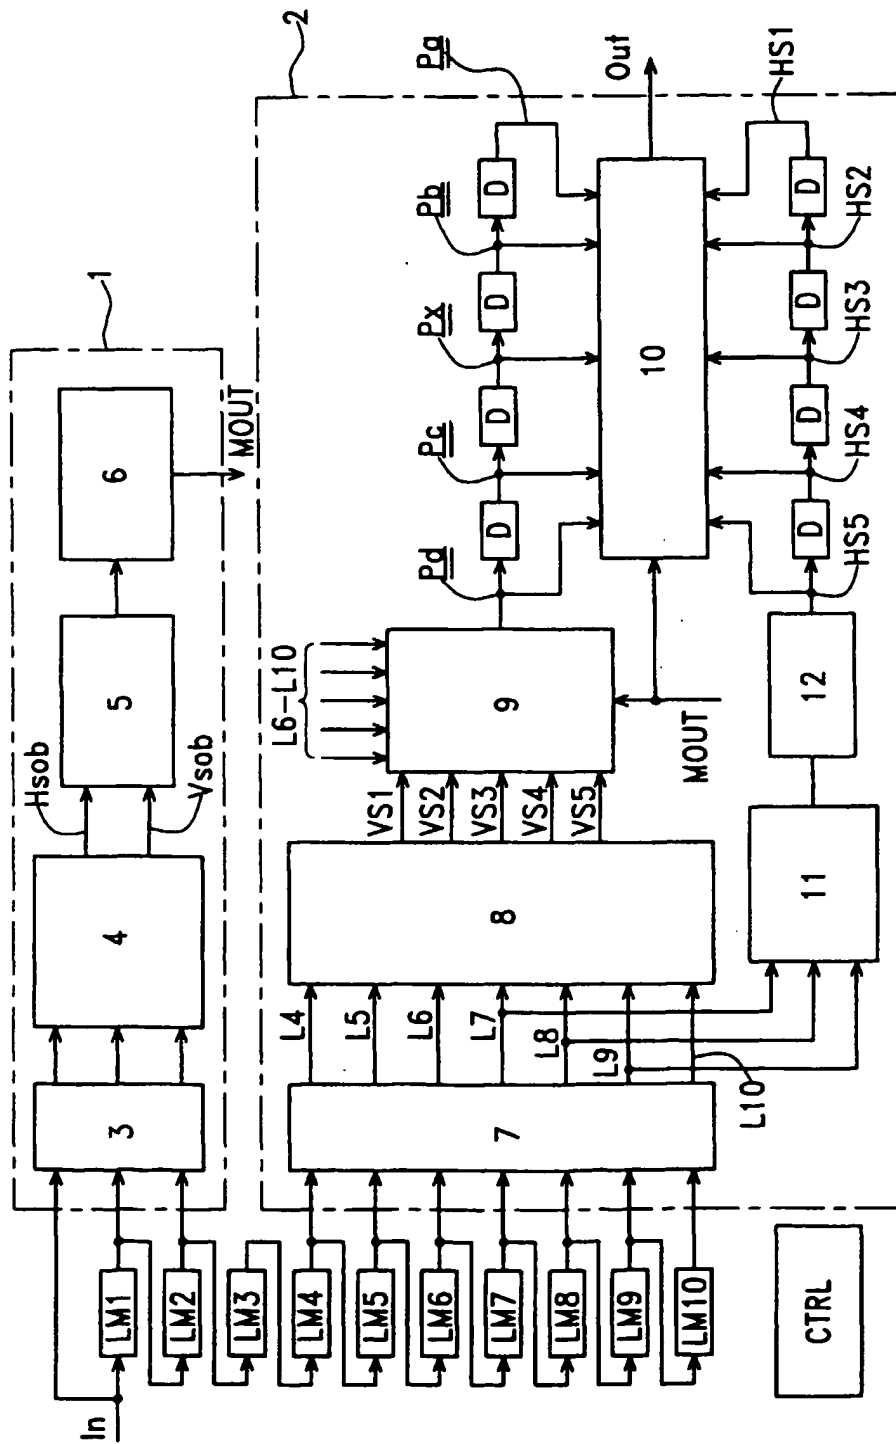 In
LM1
LM2
LM3
LM4
LM5
LM6
LM7
LM8
LM9
LM10
CTRL
1
3
4
Hsob
Vsob
5
6
MOUT
2
7
L4
L5
L6
L7
L8
L9
L10
8
VS1
VS2
VS3
VS4
VS5
L6-L10
9
MOUT
11
12
Pd
Pc
Px
Pb
Pa
D
D
D
D
10
Out
D
D
D
D
HS5
HS4
HS3
HS2
HS1